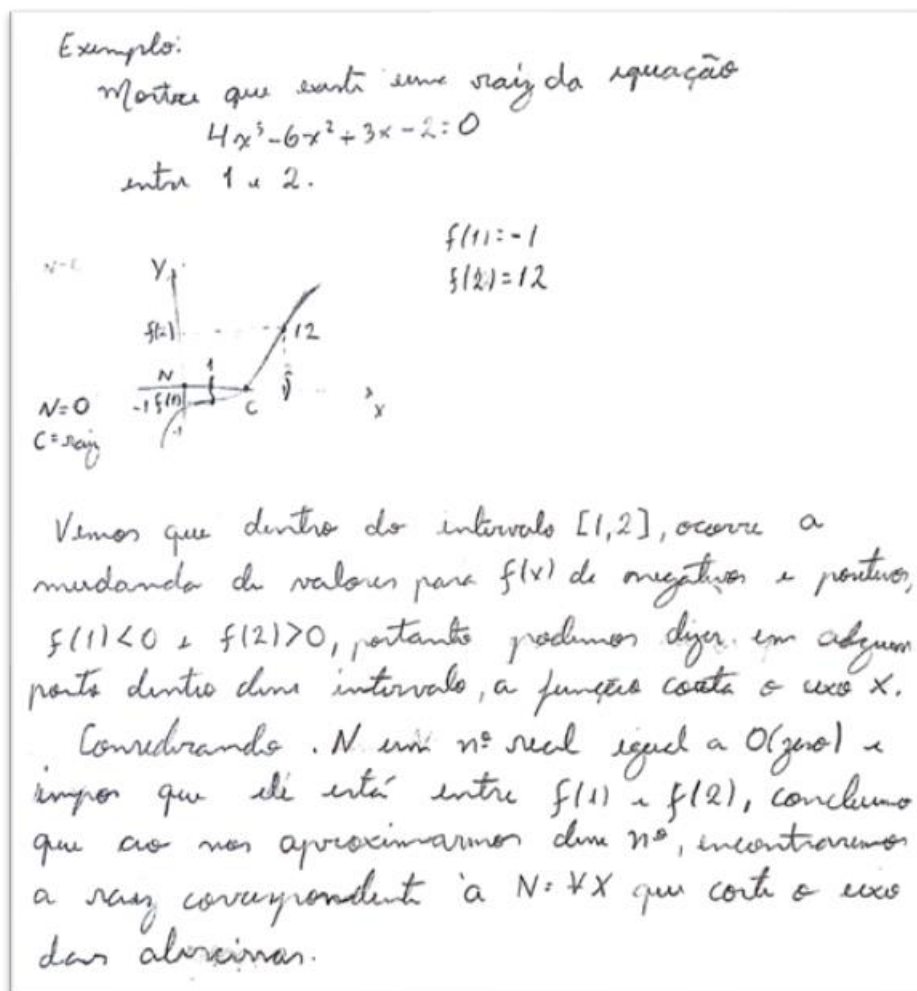 Exemplo:
Mostre que existe uma raiz da equação
4x³-6x²+3x-2=0
entre 1 e 2.
f(1)=-1
f(2)=12
Y
f(2)
12
N
1
2
N=0
-1 f(1)
C
x
C=raiz
-1
Vemos que dentro do intervalo [1,2], ocorre a
mudanda de valores para f(x) de negativos e positivos,
f(1)<0 e f(2)>0, portanto podemos dizer em algum
ponto dentro desse intervalo, a função corta o eixo X.
Considerando . N um nº real igual a 0(zero) e
impor que ele está entre f(1) e f(2), concluímo
que ao nos aproximarmos desse nº, encontraremos
a raiz correspondente à N=∀X que corte o eixo
das abscissas.